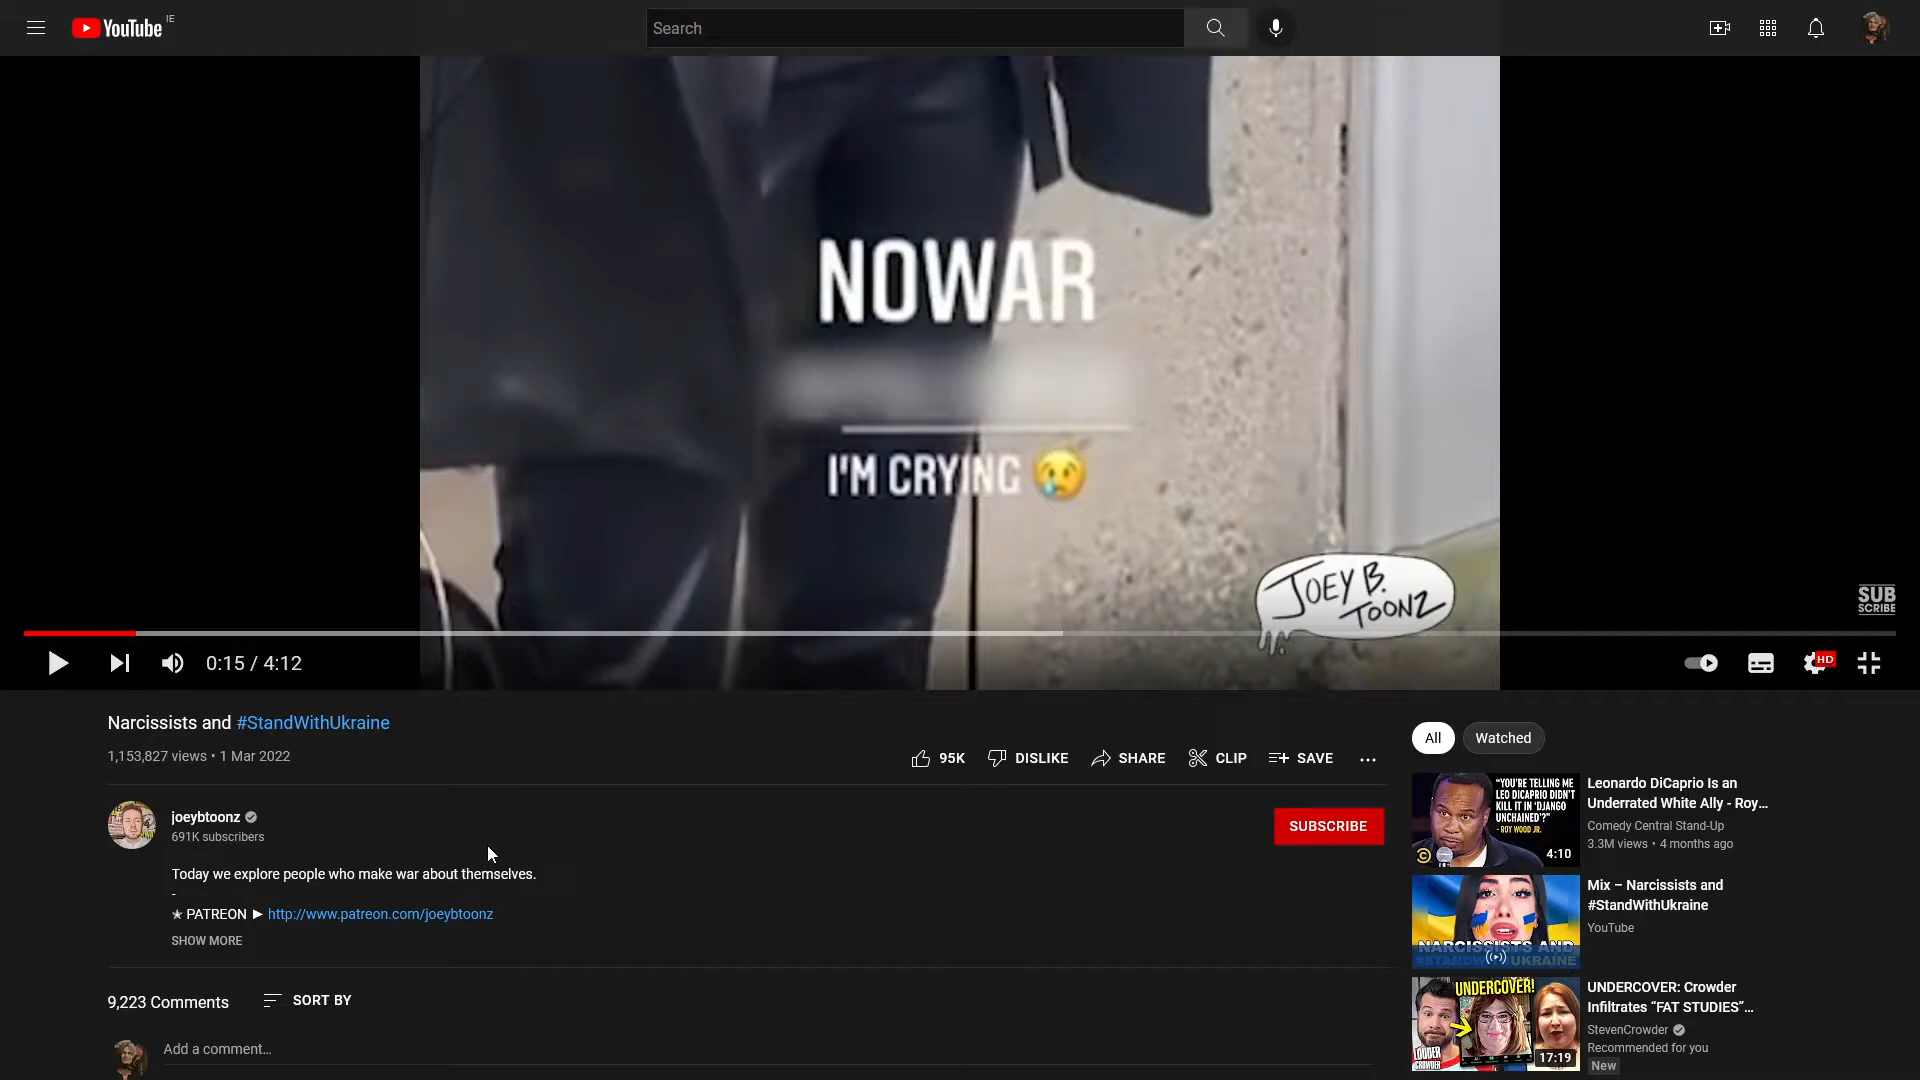 YouTube IE
Search
NOWAR
I'M CRYING
JOEY B.
TOONZ
SUB
SCRIBE
0:15 / 4:12
HD
Narcissists and #StandWithUkraine
1,153,827 views • 1 Mar 2022
95K DISLIKE SHARE CLIP SAVE
joeybtoonz
691K subscribers
SUBSCRIBE
Today we explore people who make war about themselves.
-
★ PATREON ► http://www.patreon.com/joeybtoonz
SHOW MORE
9,223 Comments SORT BY
Add a comment...
All Watched
"YOU'RE TELLING ME
LEO DICAPRIO DIDN'T
KILL IT IN 'DJANGO
UNCHAINED'?"
- ROY WOOD JR.
4:10
Leonardo DiCaprio Is an
Underrated White Ally - Roy...
Comedy Central Stand-Up
3.3M views • 4 months ago
NARCISSISTS AND
#STANDWITHUKRAINE
Mix – Narcissists and
#StandWithUkraine
YouTube
UNDERCOVER!
LOUDER
CROWDER
17:19
UNDERCOVER: Crowder
Infiltrates “FAT STUDIES”...
StevenCrowder
Recommended for you
New